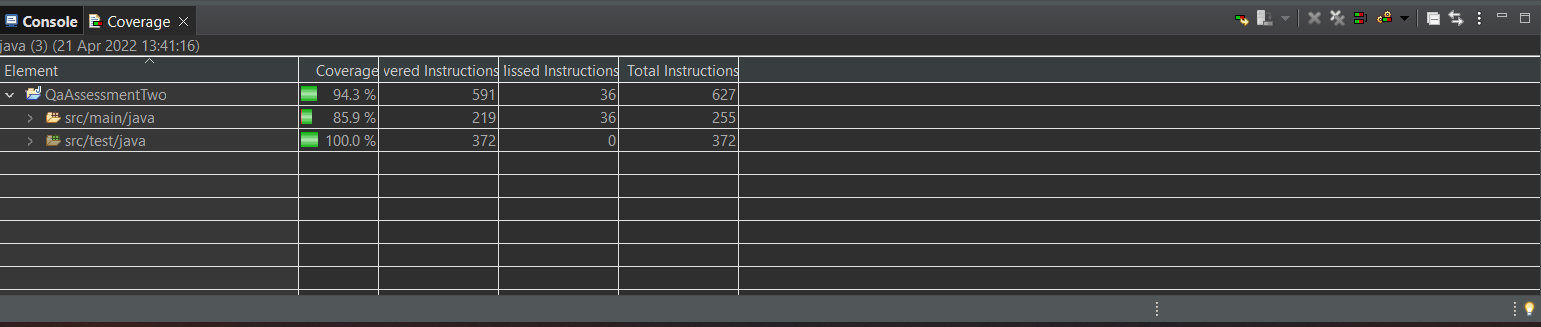 Console Coverage
java (3) (21 Apr 2022 13:41:16)
Element Coverage vered Instructions lissed Instructions Total Instructions
QaAssessmentTwo 94.3 % 591 36 627
src/main/java 85.9 % 219 36 255
src/test/java 100.0 % 372 0 372